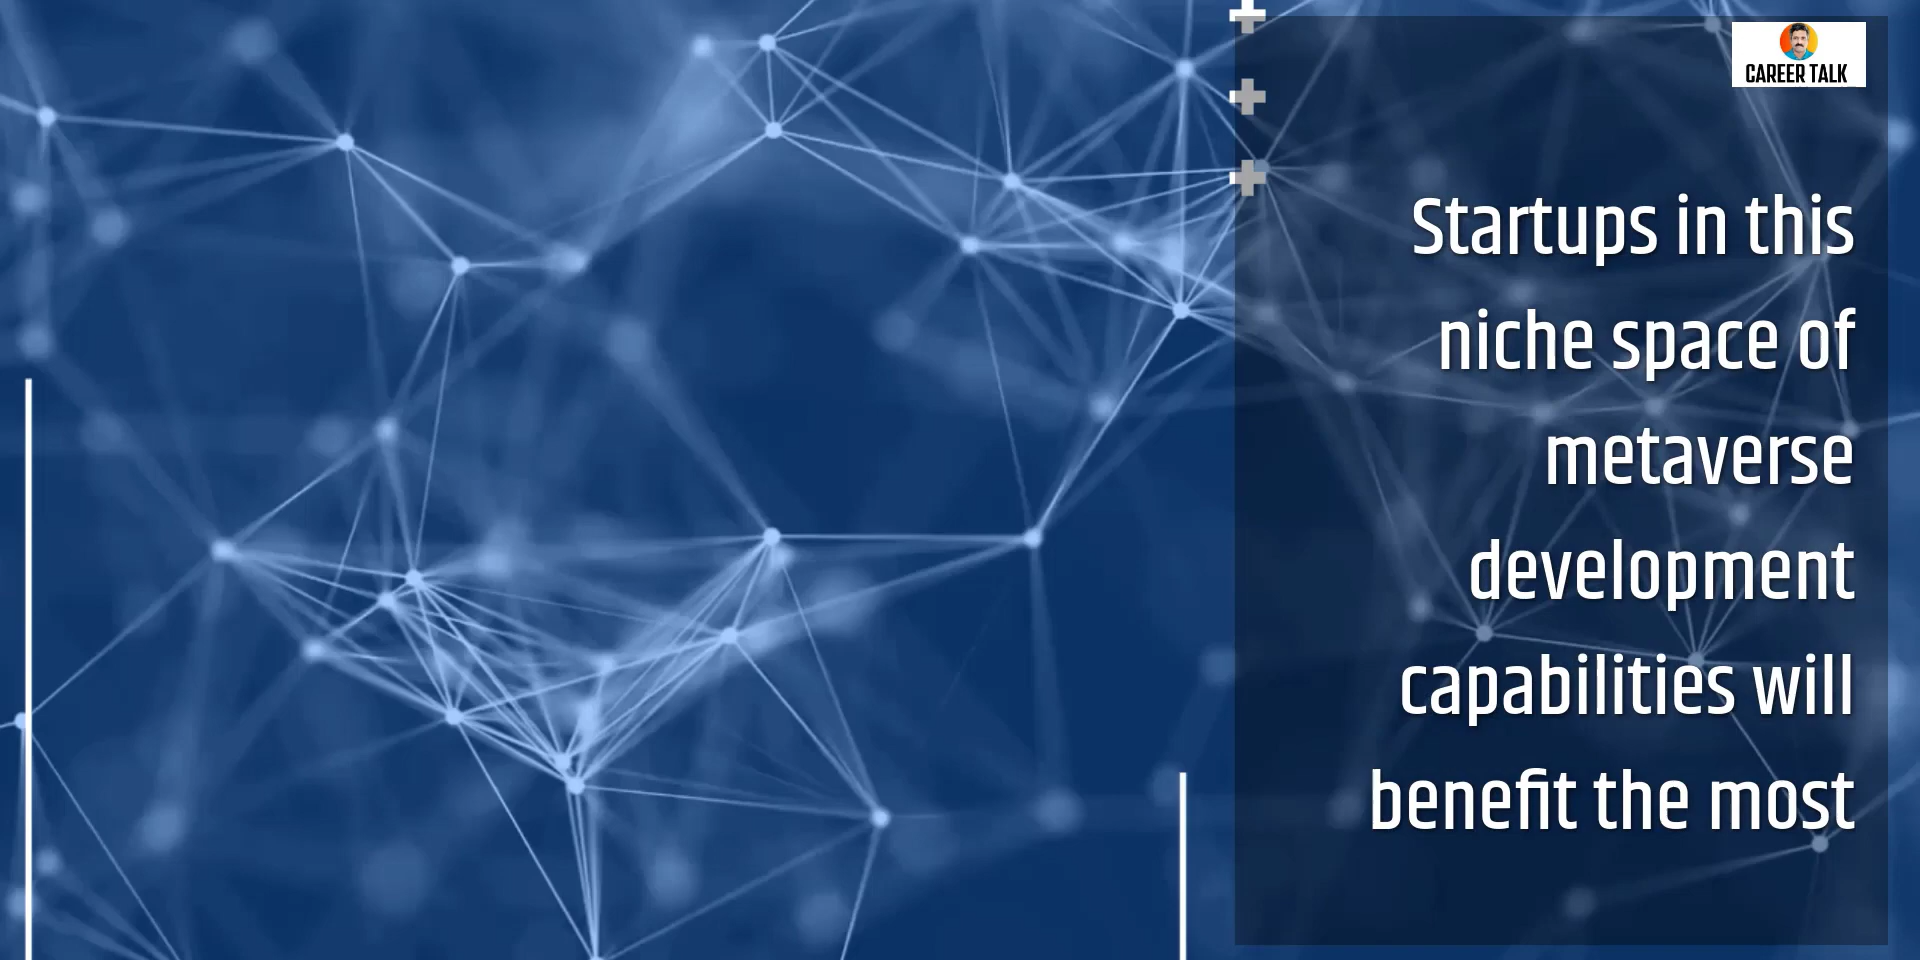 CAREER TALK
Startups in this
niche space of
metaverse
development
capabilities will
benefit the most